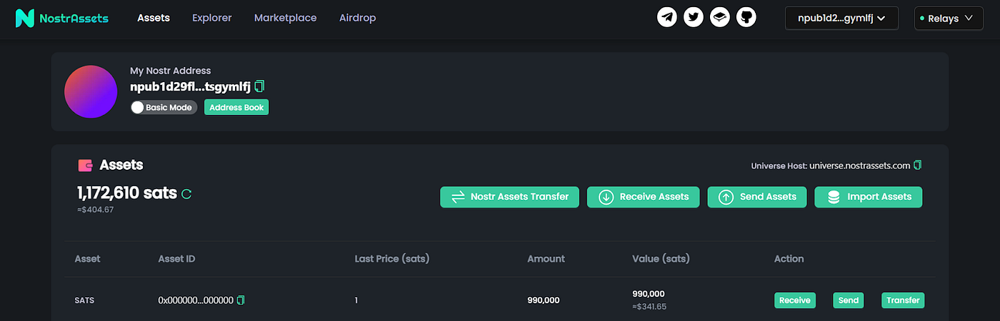 NostrAssets Assets Explorer Marketplace Airdrop npub1d2...gymlfj Relays
My Nostr Address
npub1d29fl...tsgymlfj
Basic Mode Address Book
Assets Universe Host: universe.nostrassets.com
1,172,610 sats
≈$404.67
Nostr Assets Transfer Receive Assets Send Assets Import Assets
Asset Asset ID Last Price (sats) Amount Value (sats) Action
SATS 0x000000...000000 1 990,000 990,000 Receive Send Transfer
≈$341.65